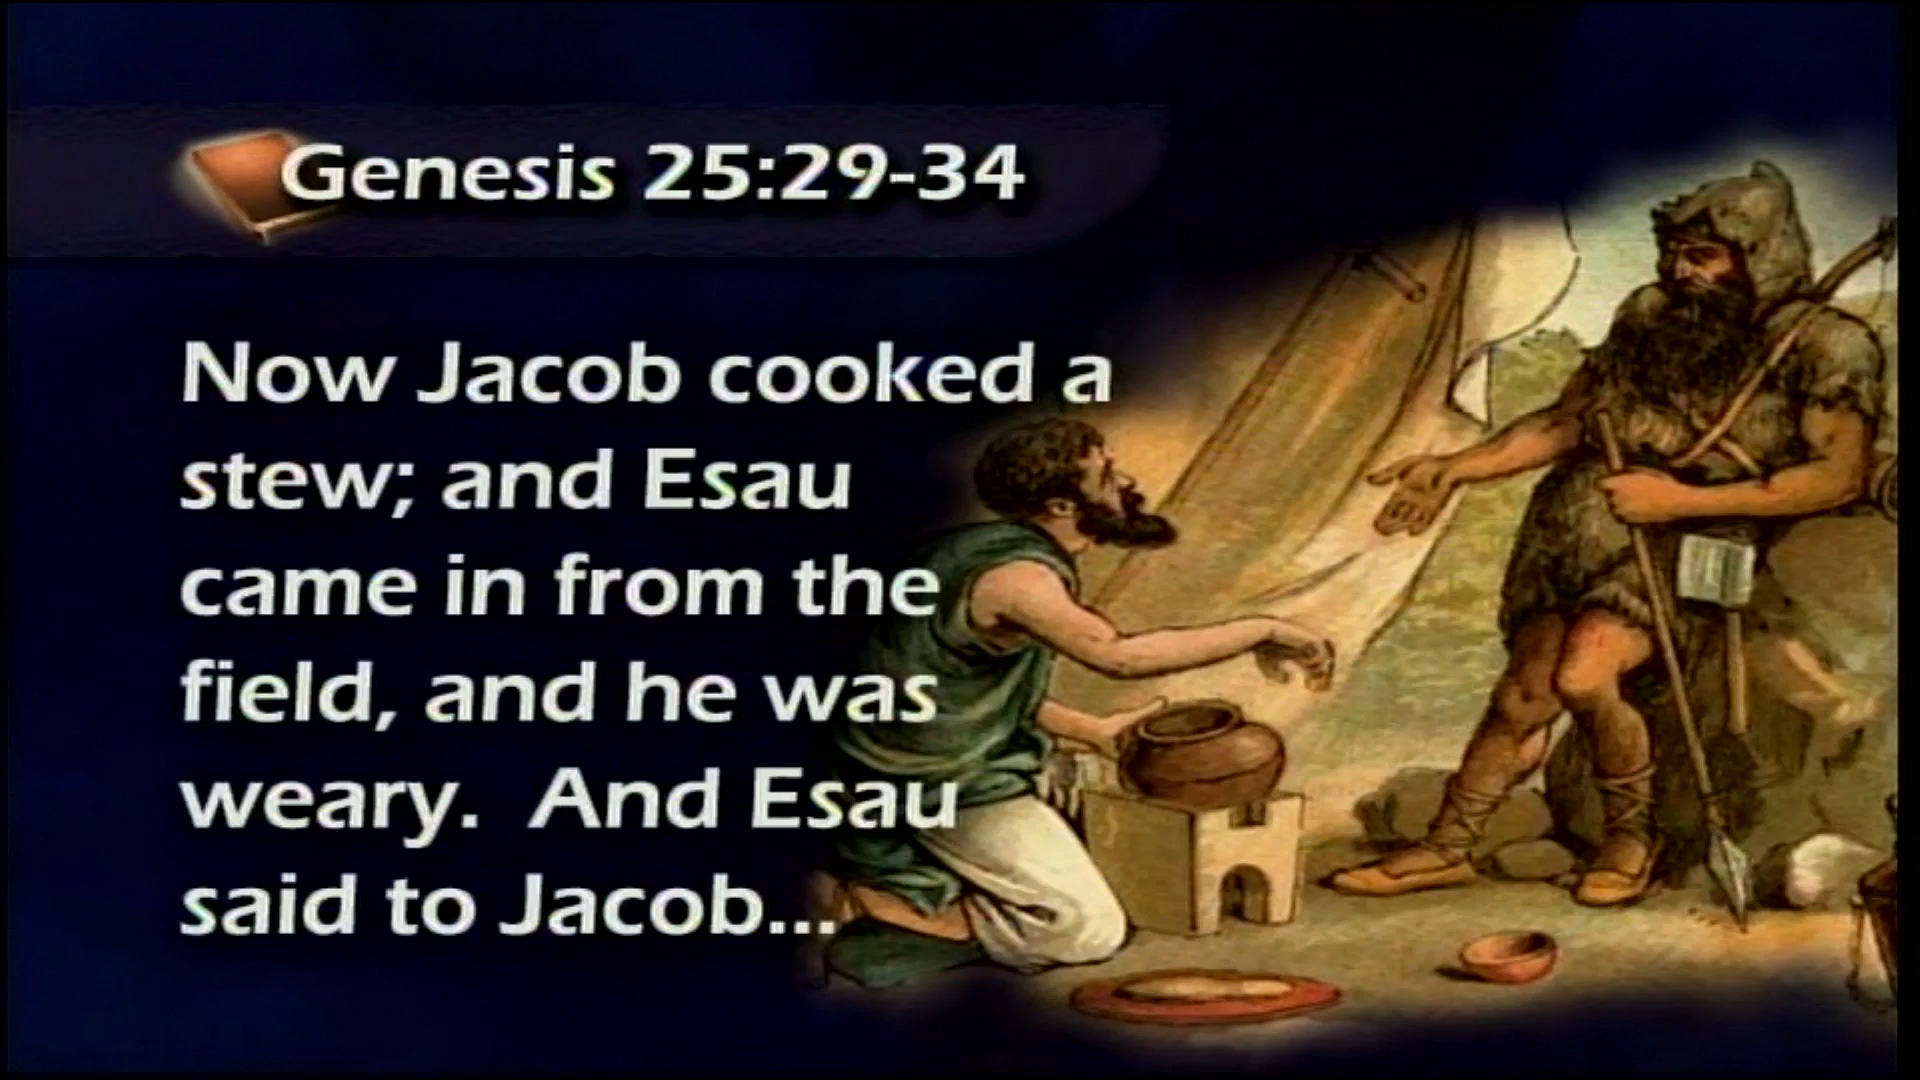 Genesis 25:29-34
Now Jacob cooked a
stew; and Esau
came in from the
field, and he was
weary.  And Esau
said to Jacob...